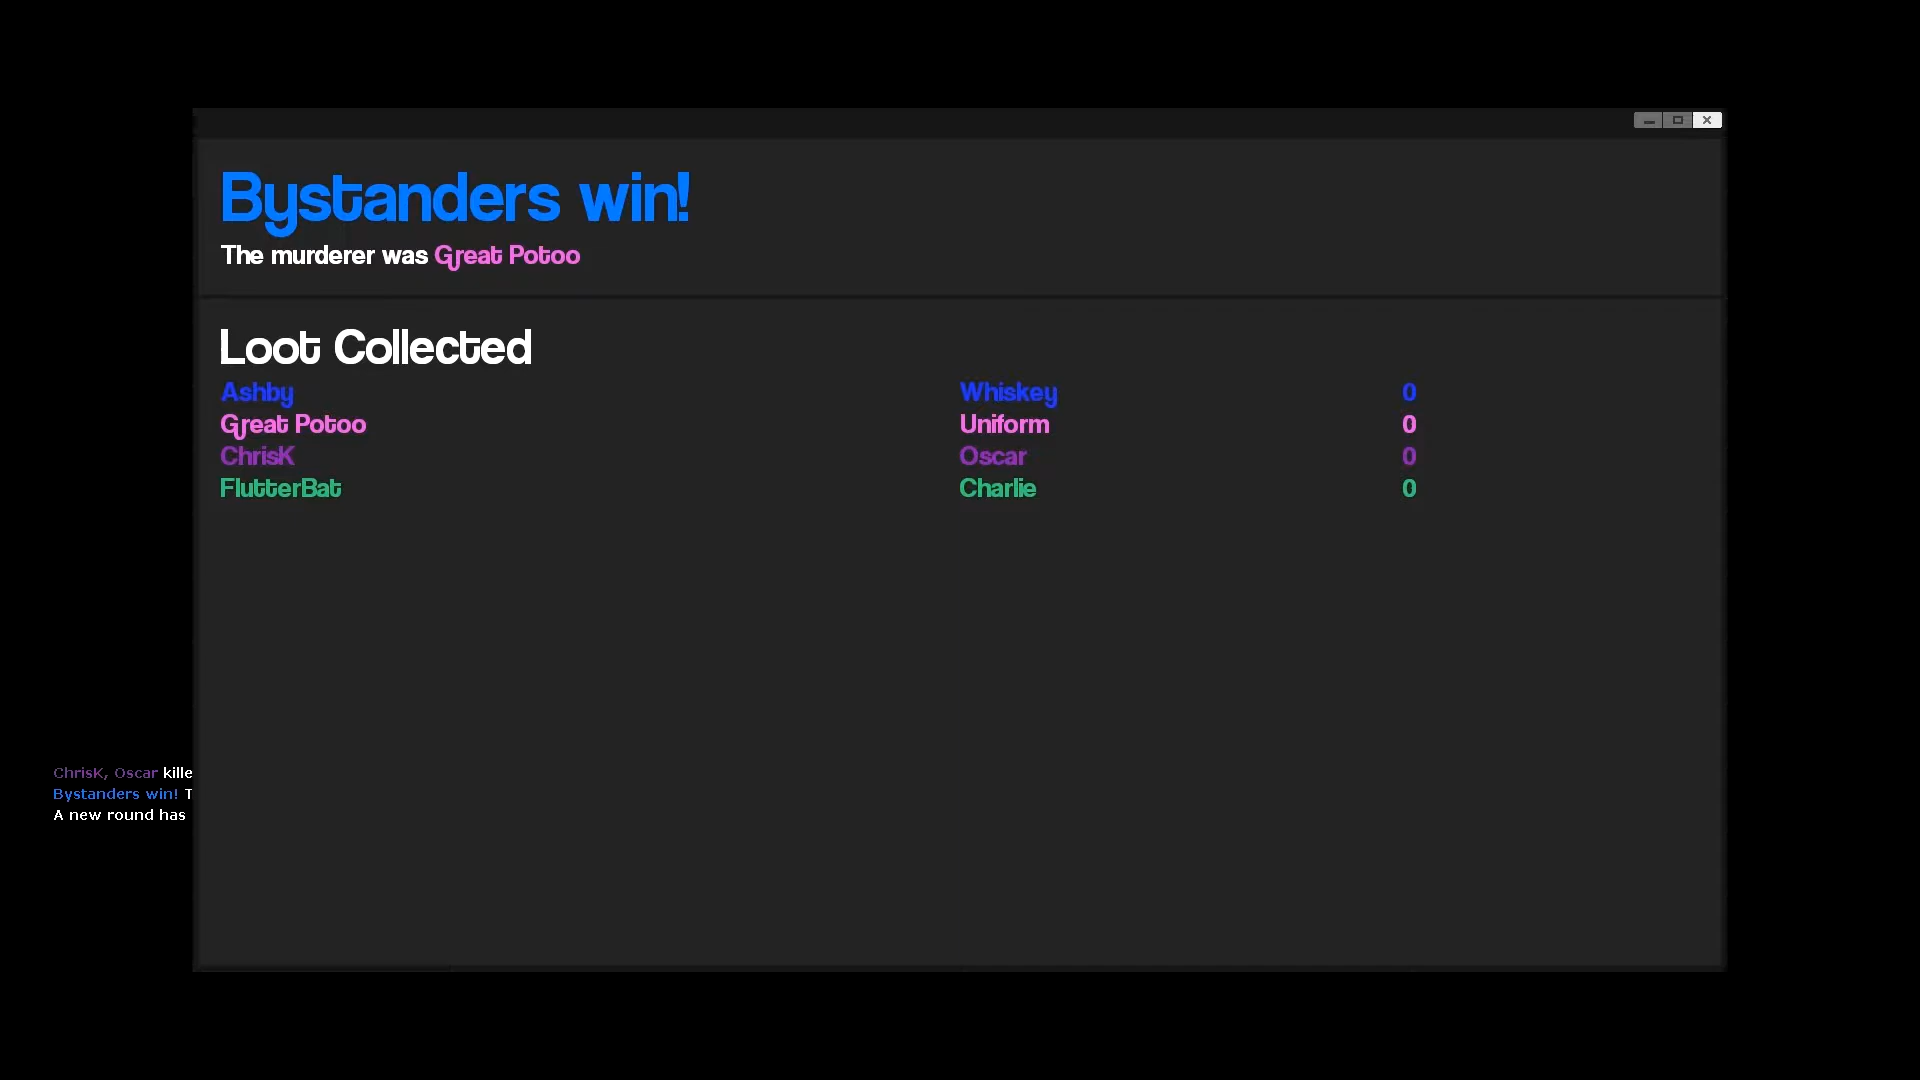 Bystanders win!
The murderer was Great Potoo
Loot Collected
Ashby Whiskey 0
Great Potoo Uniform 0
ChrisK Oscar 0
FlutterBat Charlie 0
ChrisK, Oscar kille
Bystanders win! T
A new round has